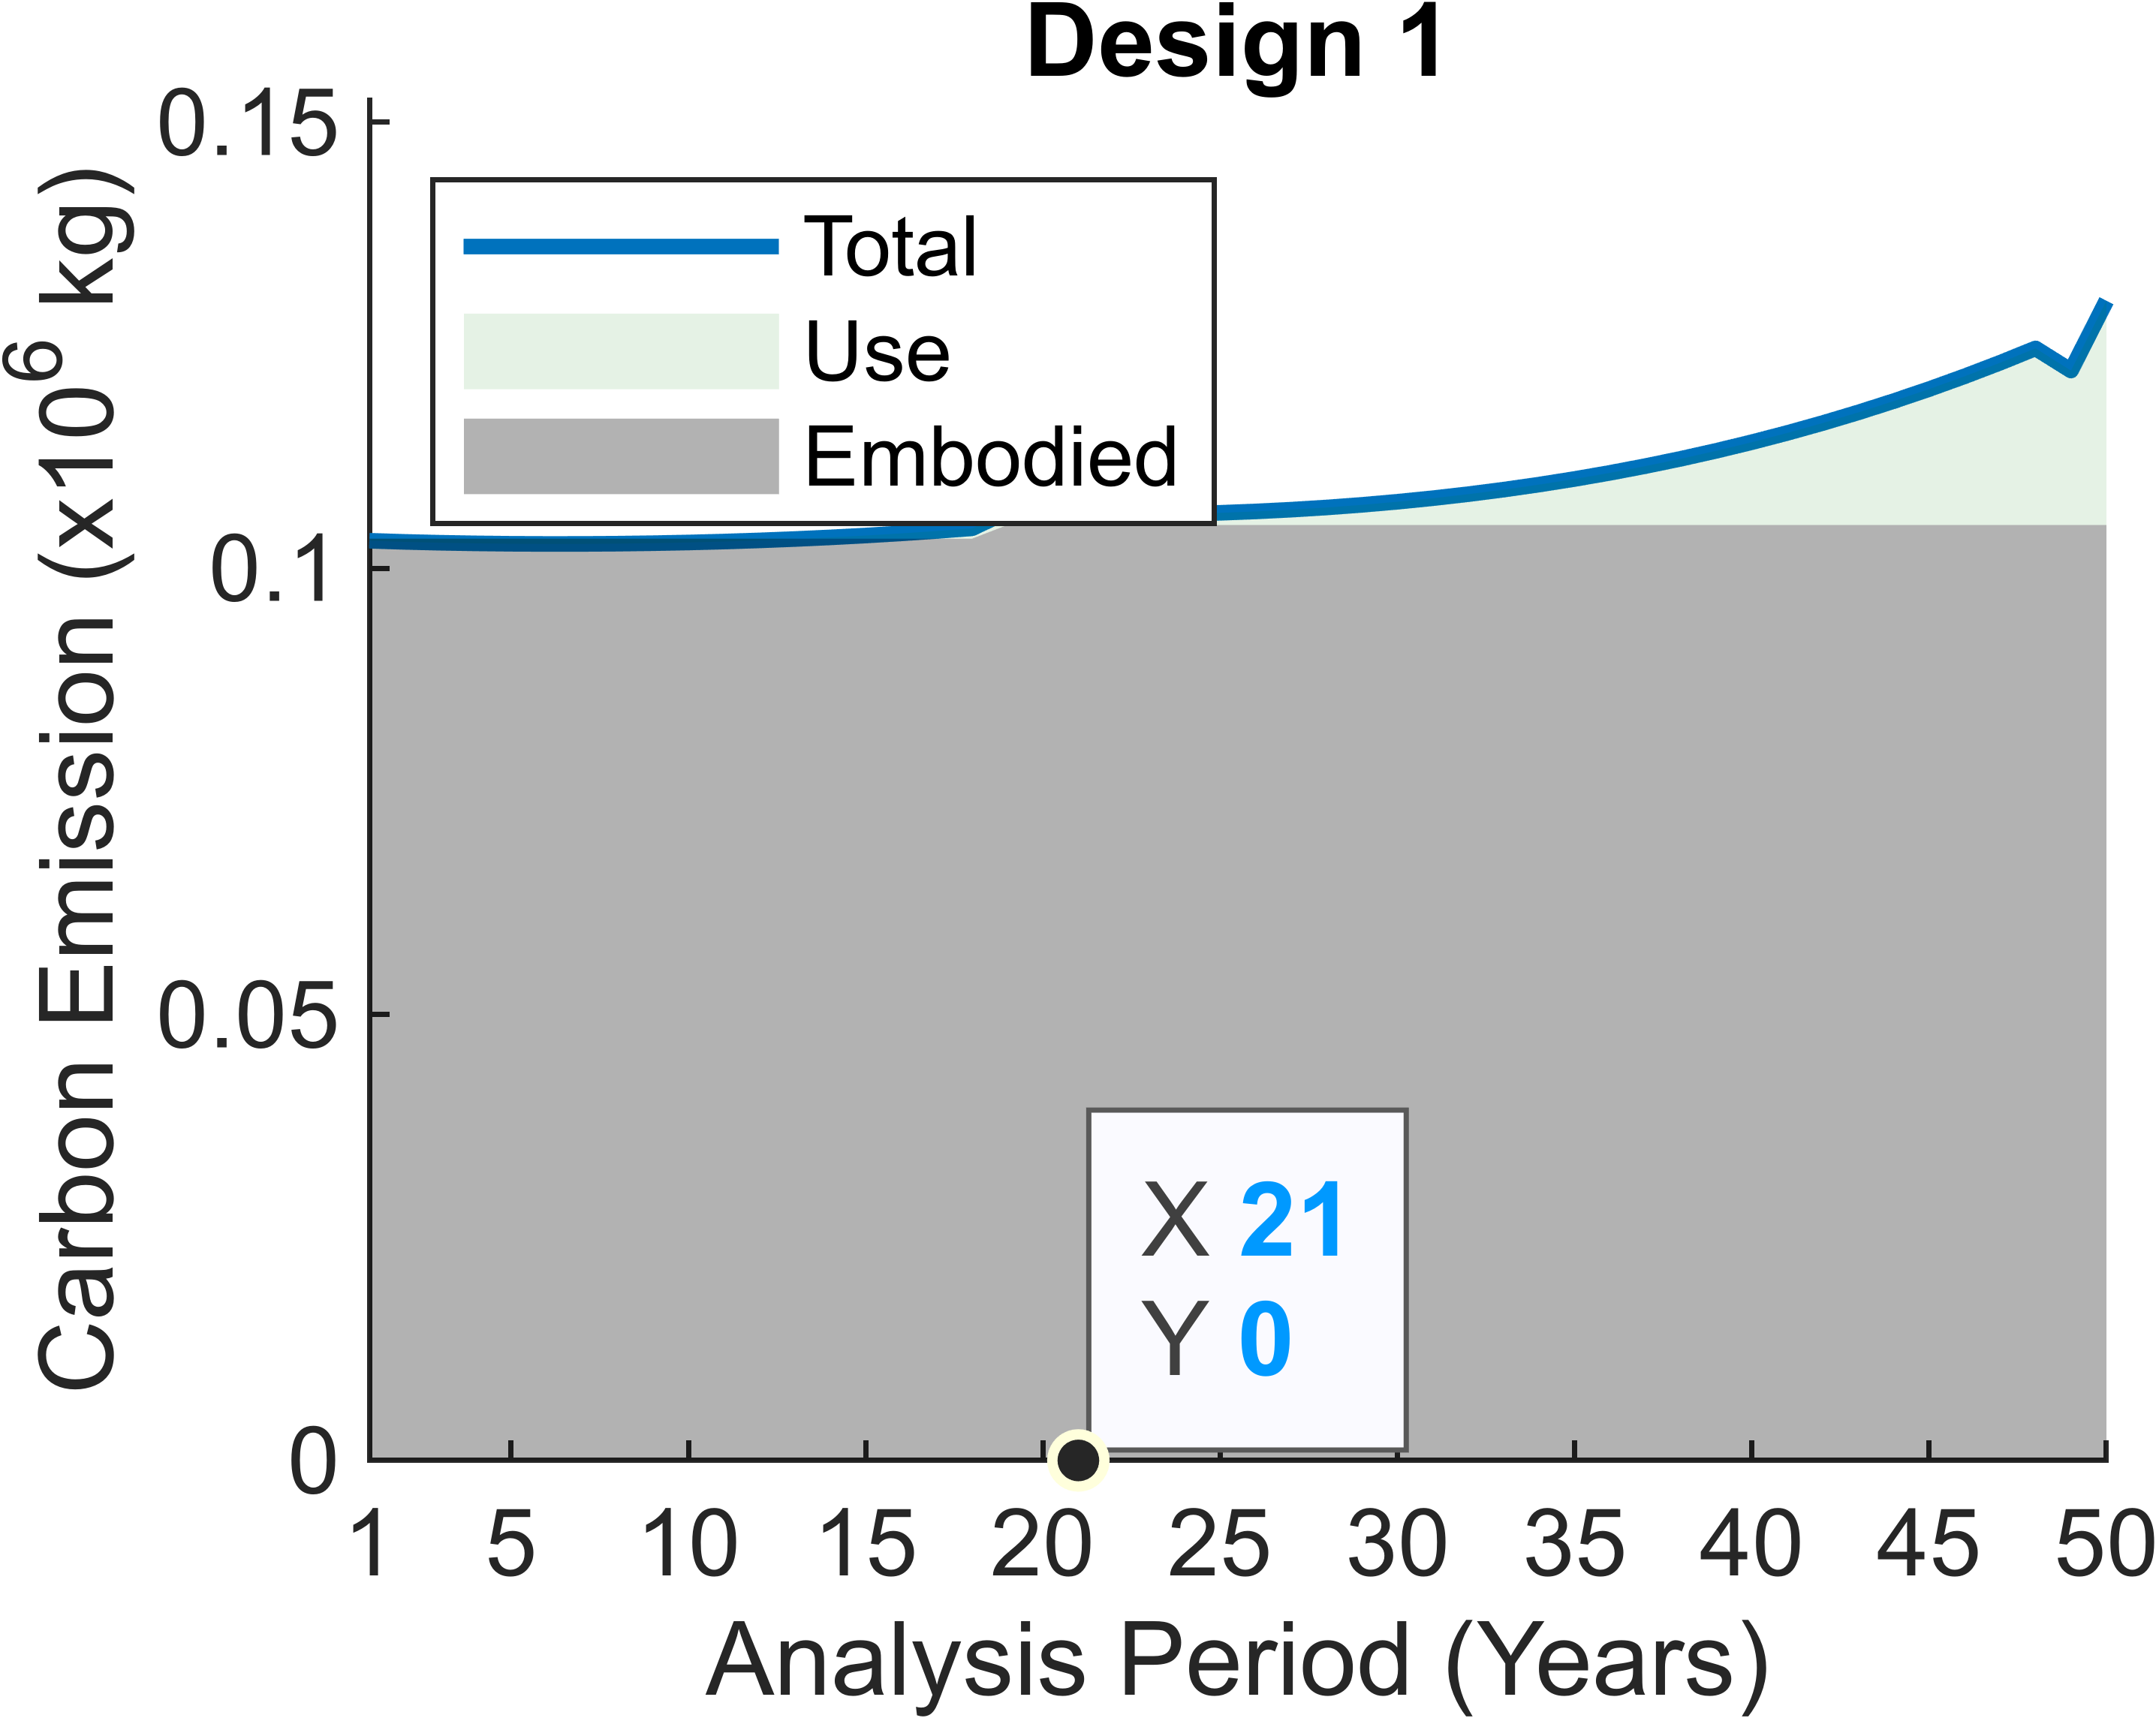 Design 1
Carbon Emission (x10⁶ kg)
0.15
0.1
0.05
0
Total
Use
Embodied
X 21
Y 0
1 5 10 15 20 25 30 35 40 45 50
Analysis Period (Years)